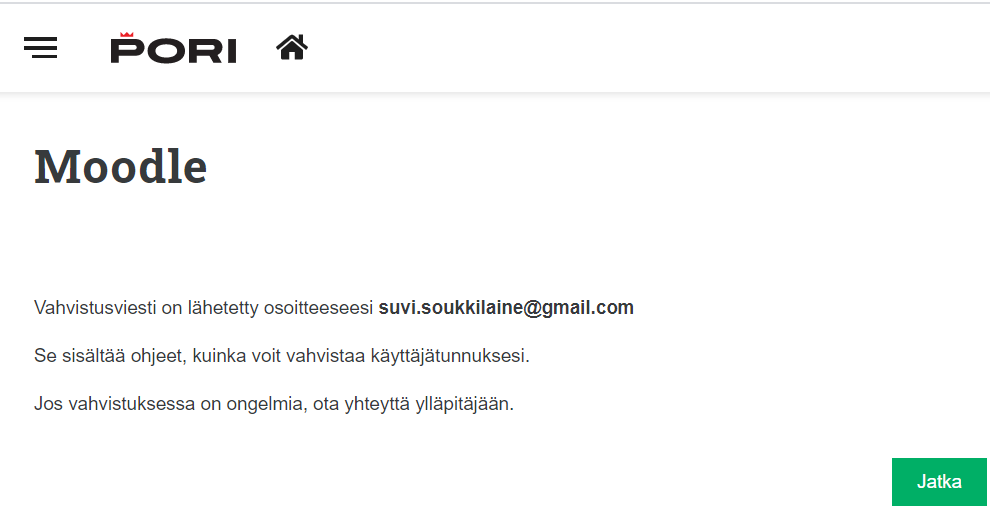 PORI
Moodle
Vahvistusviesti on lähetetty osoitteeseesi suvi.soukkilaine@gmail.com
Se sisältää ohjeet, kuinka voit vahvistaa käyttäjätunnuksesi.
Jos vahvistuksessa on ongelmia, ota yhteyttä ylläpitäjään.
Jatka